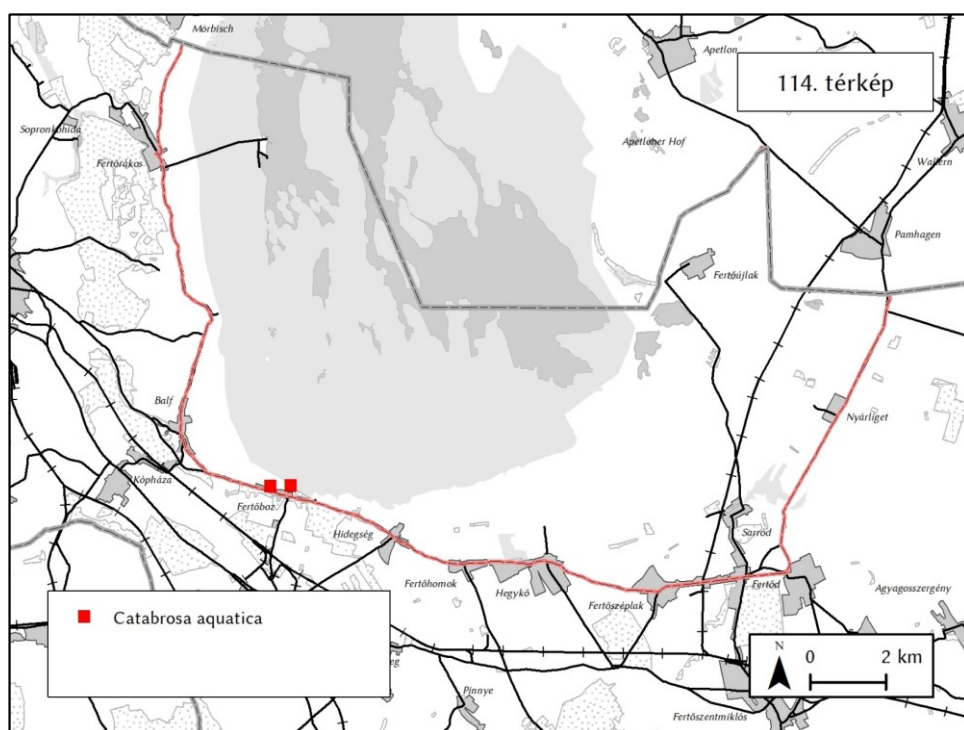 Mörbisch
Apetlon
114. térkép
Sopronkőhida
Fertőrákos
Apetloner Hof
Wallern
Pamhagen
Fertőújlak
Balf
Nyárliget
Kópháza
Fertőboz
Hidegség
Sarród
Fertőhomok
Hegykő
Fertőszéplak
Fertőd
Agyagosszergény
Catabrosa aquatica
N
0
2 km
Pinnye
Fertőszentmiklós